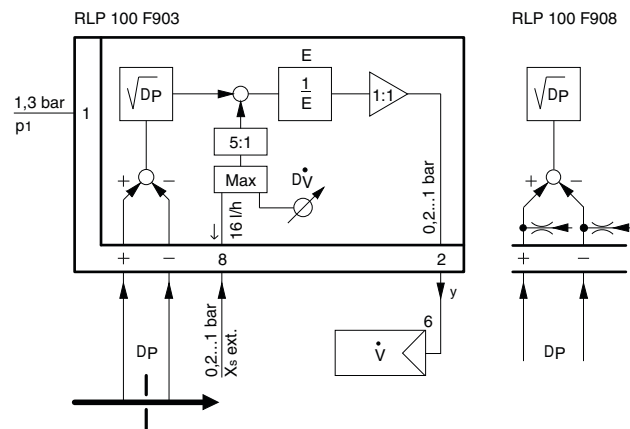 RLP 100 F903
RLP 100 F908
E
√DP
1/E
1:1
√DP
1,3 bar
p1
1
5:1
+ −
Max
DV̇
+ −
↓
16 l/h
0,2...1 bar
+ − 8 2
+ −
y
6
DP
0,2...1 bar
Xs ext.
V̇
DP